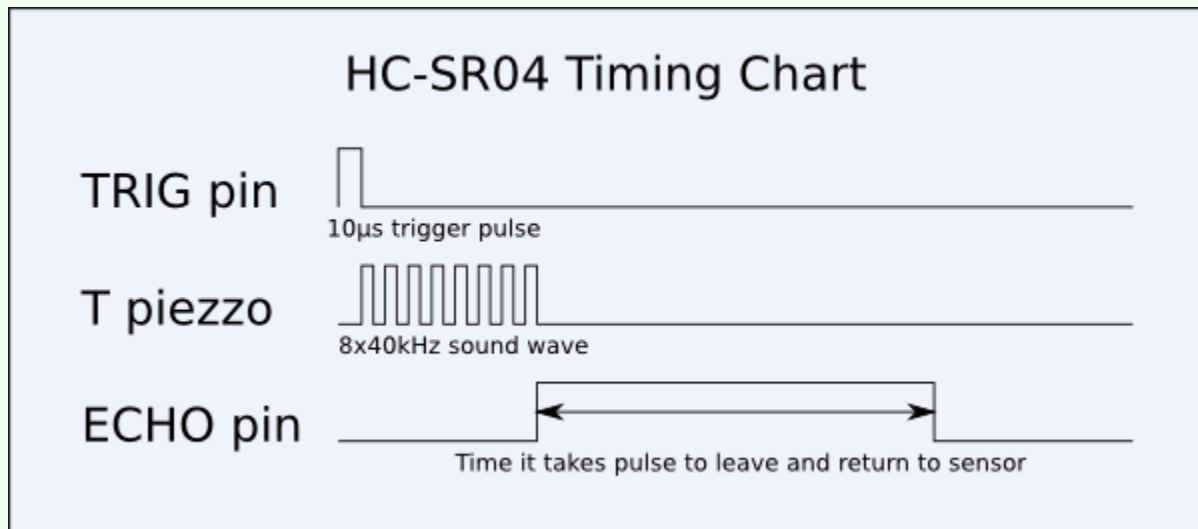 HC-SR04 Timing Chart
TRIG pin
10µs trigger pulse
T piezzo
8x40kHz sound wave
ECHO pin
Time it takes pulse to leave and return to sensor